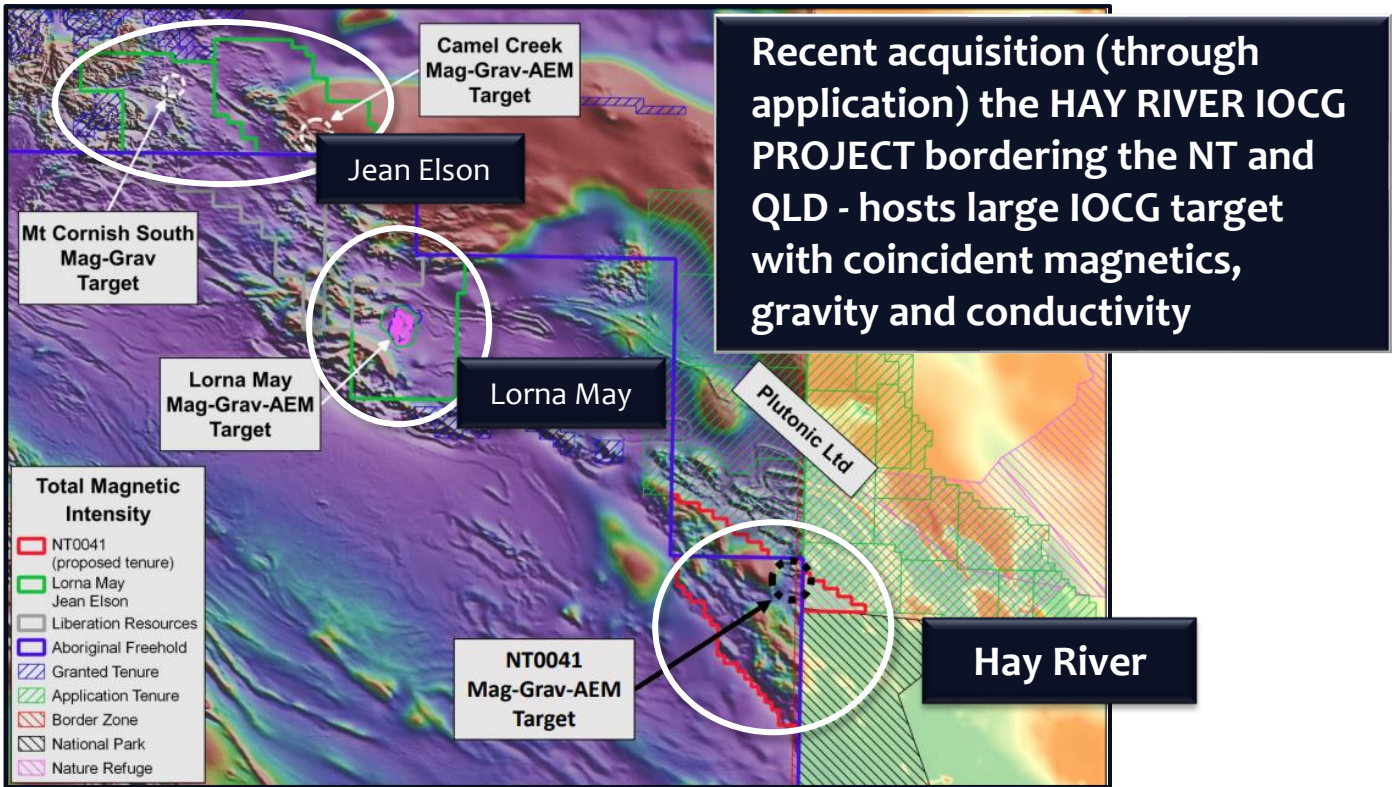 Camel Creek
Mag-Grav-AEM
Target
Recent acquisition (through
application) the HAY RIVER IOCG
PROJECT bordering the NT and
QLD - hosts large IOCG target
with coincident magnetics,
gravity and conductivity
Jean Elson
Mt Cornish South
Mag-Grav
Target
Lorna May
Mag-Grav-AEM
Target
Lorna May
Plutonic Ltd
Total Magnetic
Intensity
NT0041
(proposed tenure)
Lorna May
Jean Elson
Liberation Resources
Aboriginal Freehold
Granted Tenure
Application Tenure
Border Zone
National Park
Nature Refuge
NT0041
Mag-Grav-AEM
Target
Hay River